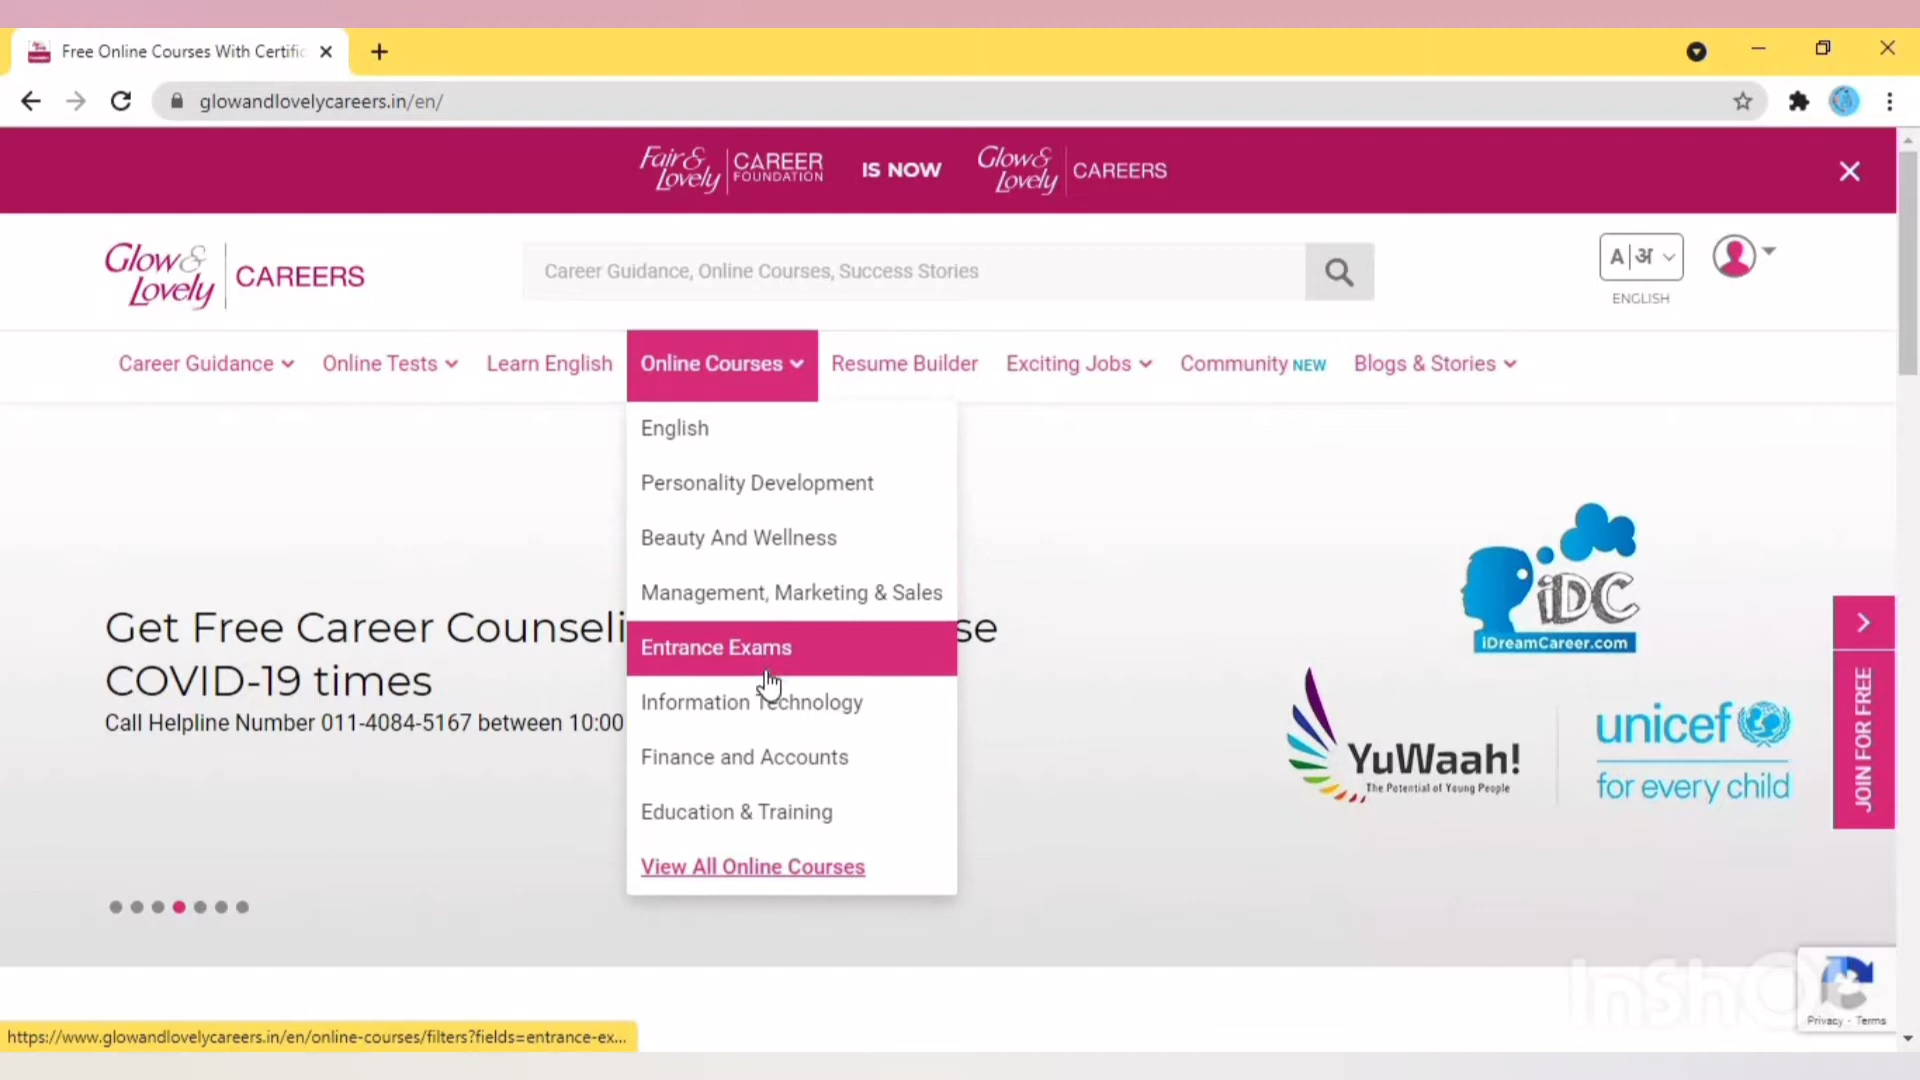 Free Online Courses With Certific
glowandlovelycareers.in/en/
Fair & Lovely CAREER FOUNDATION IS NOW Glow & Lovely CAREERS
Glow & Lovely CAREERS
Career Guidance, Online Courses, Success Stories
A|अ
ENGLISH
Career Guidance Online Tests Learn English Online Courses Resume Builder Exciting Jobs Community NEW Blogs & Stories
English
Personality Development
Beauty And Wellness
Management, Marketing & Sales
Entrance Exams
Information Technology
Finance and Accounts
Education & Training
View All Online Courses
Get Free Career Counseli se
COVID-19 times
Call Helpline Number 011-4084-5167 between 10:00
iDC
iDreamCareer.com
YuWaah!
The Potential of Young People
unicef
for every child
JOIN FOR FREE
InShO
Privacy - Terms
https://www.glowandlovelycareers.in/en/online-courses/filters?fields=entrance-ex...